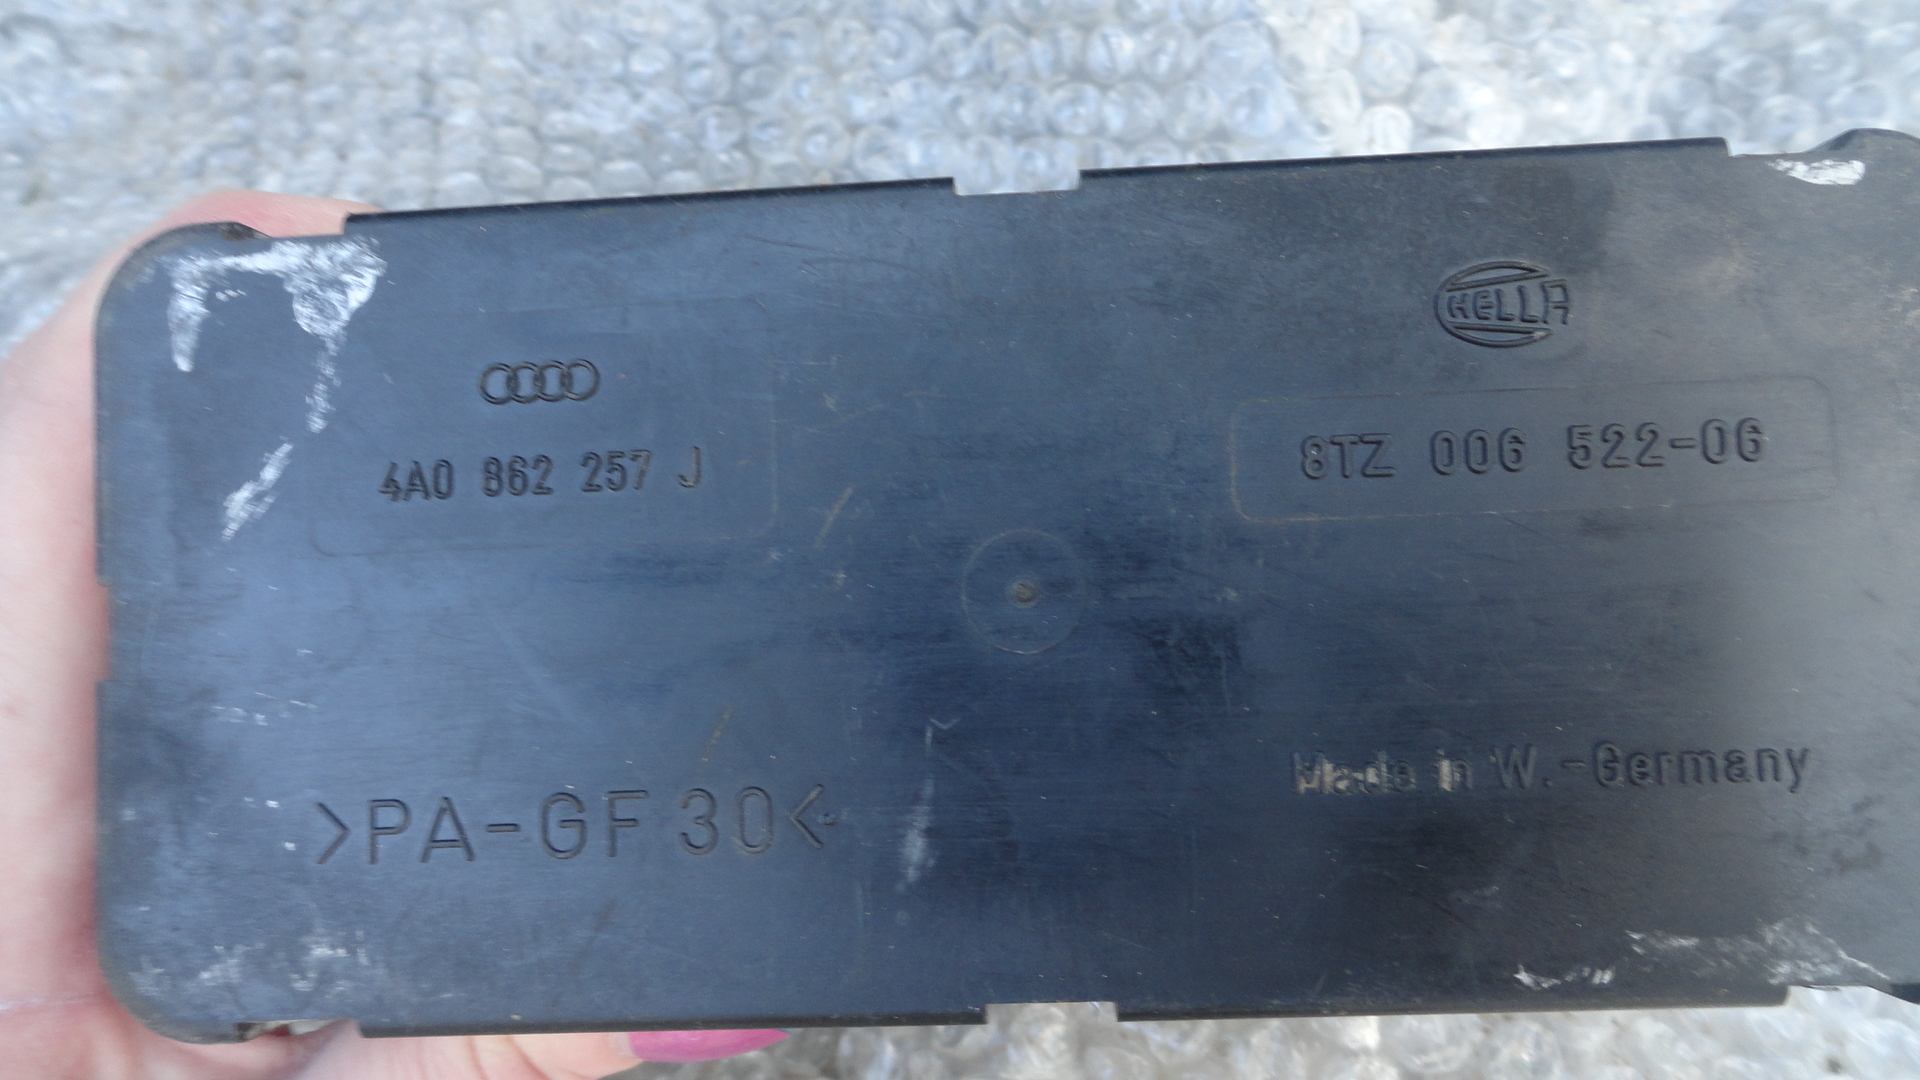 HELLA
4A0 862 257 J
8TZ 006 522-06
>PA-GF 30<
Made in W.-Germany